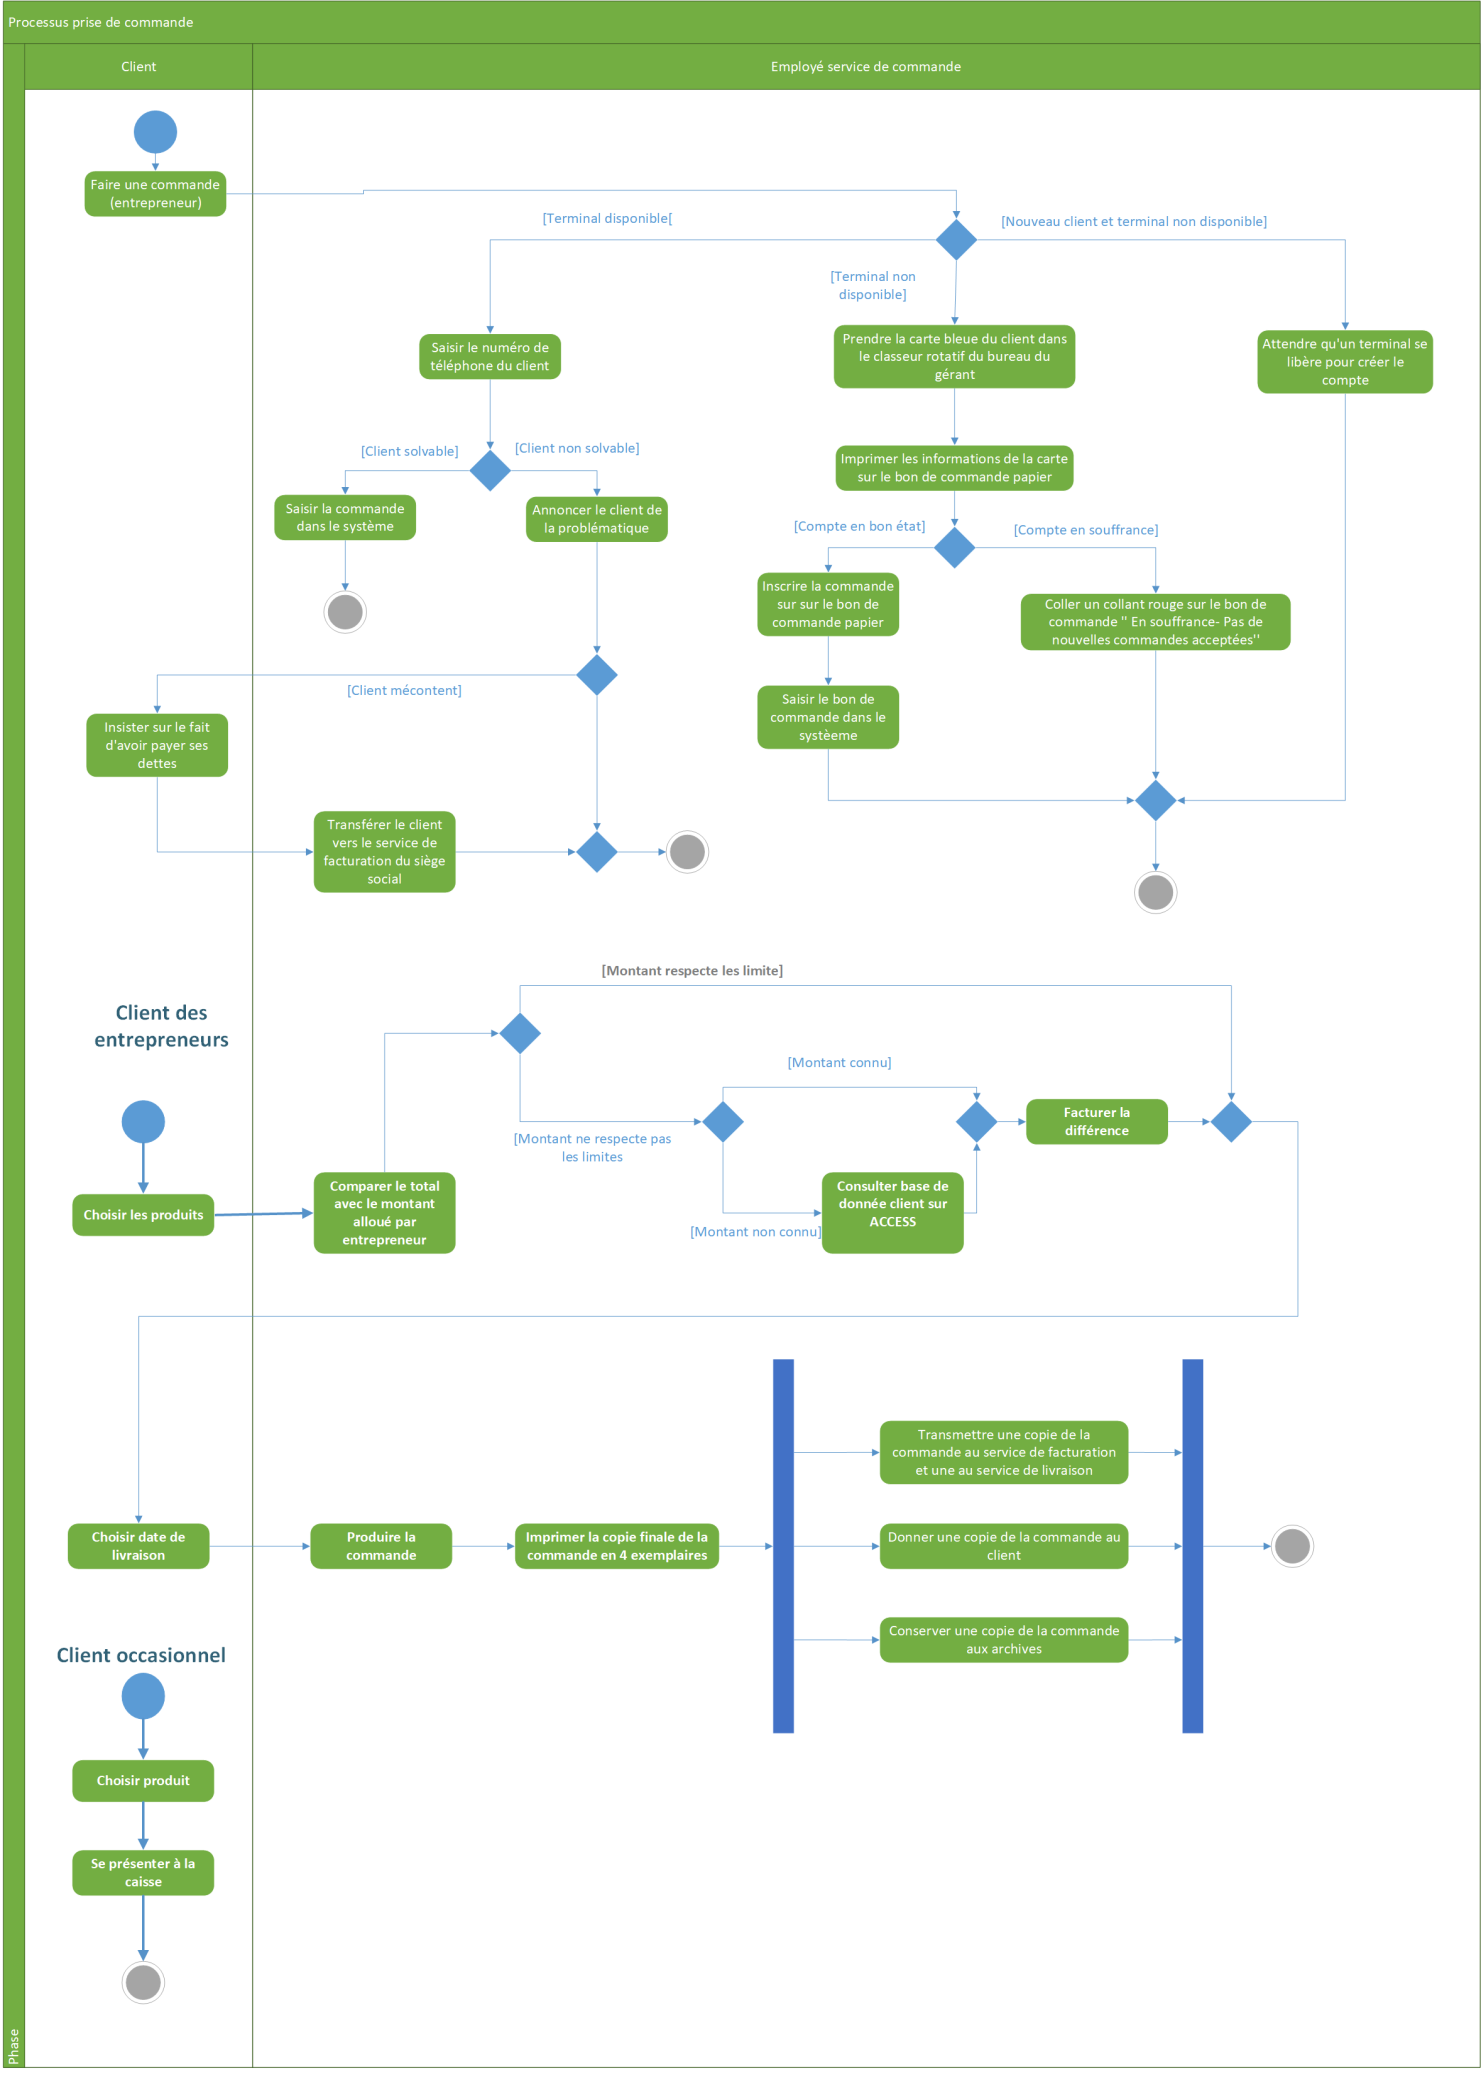 Processus prise de commande
Client
Employé service de commande
Faire une commande
(entrepreneur)
[Terminal disponible[
[Nouveau client et terminal non disponible]
[Terminal non
disponible]
Saisir le numéro de
téléphone du client
Prendre la carte bleue du client dans
le classeur rotatif du bureau du
gérant
Attendre qu'un terminal se
libère pour créer le
compte
[Client solvable]
[Client non solvable]
Imprimer les informations de la carte
sur le bon de commande papier
Saisir la commande
dans le système
Annoncer le client de
la problématique
[Compte en bon état]
[Compte en souffrance]
Inscrire la commande
sur sur le bon de
commande papier
Coller un collant rouge sur le bon de
commande " En souffrance- Pas de
nouvelles commandes acceptées''
[Client mécontent]
Saisir le bon de
commande dans le
systèeme
Insister sur le fait
d'avoir payer ses
dettes
Transférer le client
vers le service de
facturation du siège
social
[Montant respecte les limite]
Client des
entrepreneurs
[Montant connu]
Facturer la
différence
[Montant ne respecte pas
les limites
Choisir les produits
Comparer le total
avec le montant
alloué par
entrepreneur
Consulter base de
donnée client sur
ACCESS
[Montant non connu]
Transmettre une copie de la
commande au service de facturation
et une au service de livraison
Choisir date de
livraison
Produire la
commande
Imprimer la copie finale de la
commande en 4 exemplaires
Donner une copie de la commande au
client
Conserver une copie de la commande
aux archives
Client occasionnel
Choisir produit
Se présenter à la
caisse
Phase